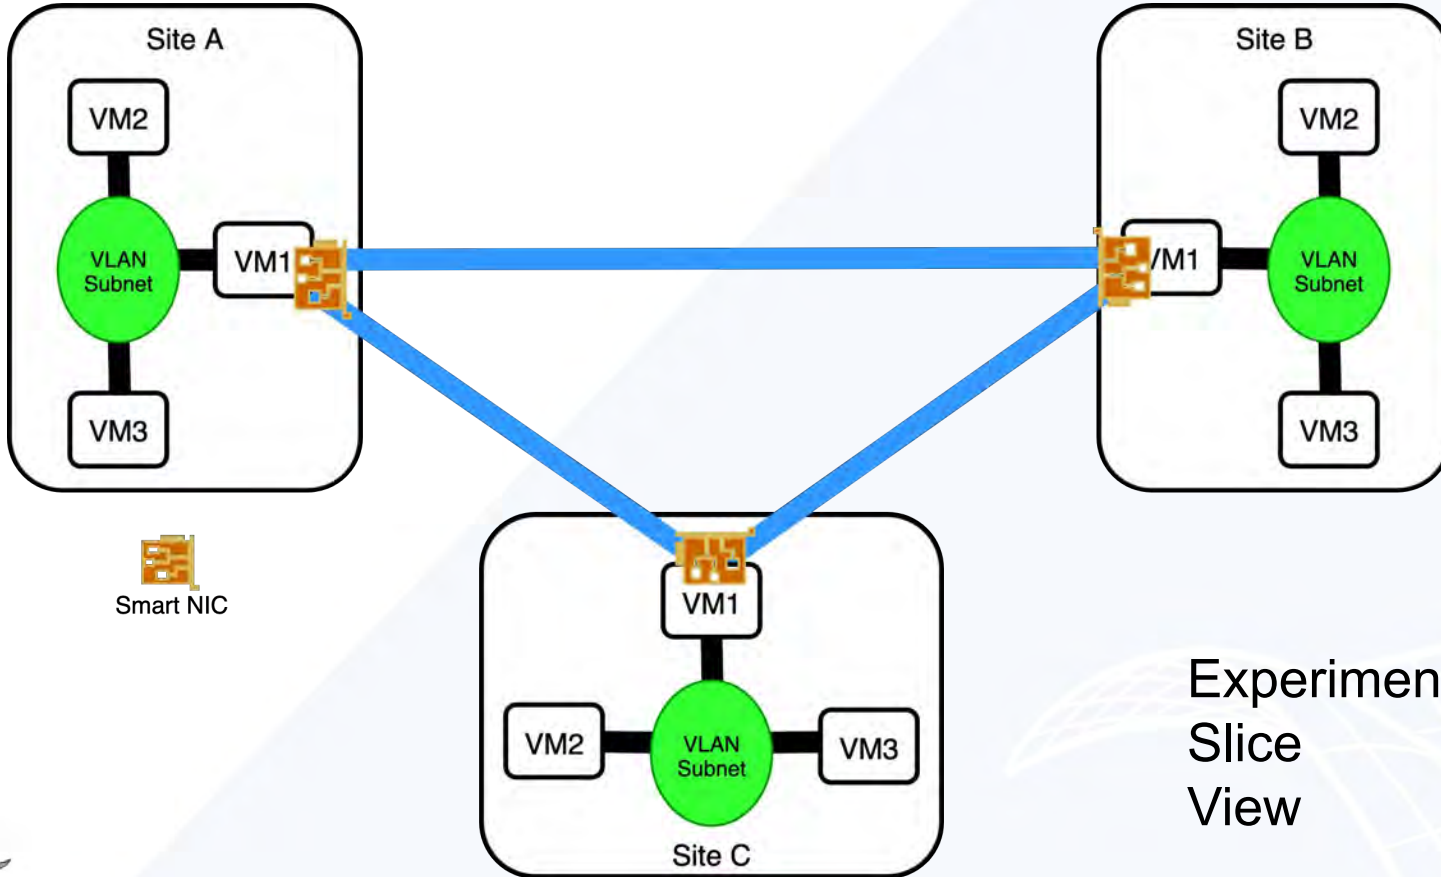 Site A
VM2
VLAN
Subnet
VM1
VM3
Site B
VM2
VM1
VLAN
Subnet
VM3
Smart NIC
VM1
VM2
VLAN
Subnet
VM3
Site C
Experimen
Slice
View